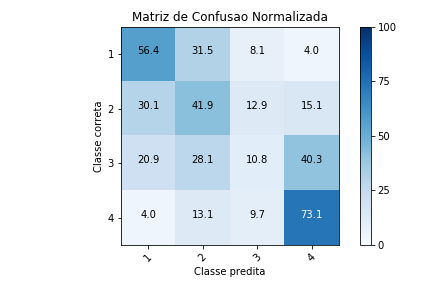 Matriz de Confusao Normalizada
Classe correta
1 56.4 31.5 8.1 4.0
2 30.1 41.9 12.9 15.1
3 20.9 28.1 10.8 40.3
4 4.0 13.1 9.7 73.1
1 2 3 4
Classe predita
100
75
50
25
0